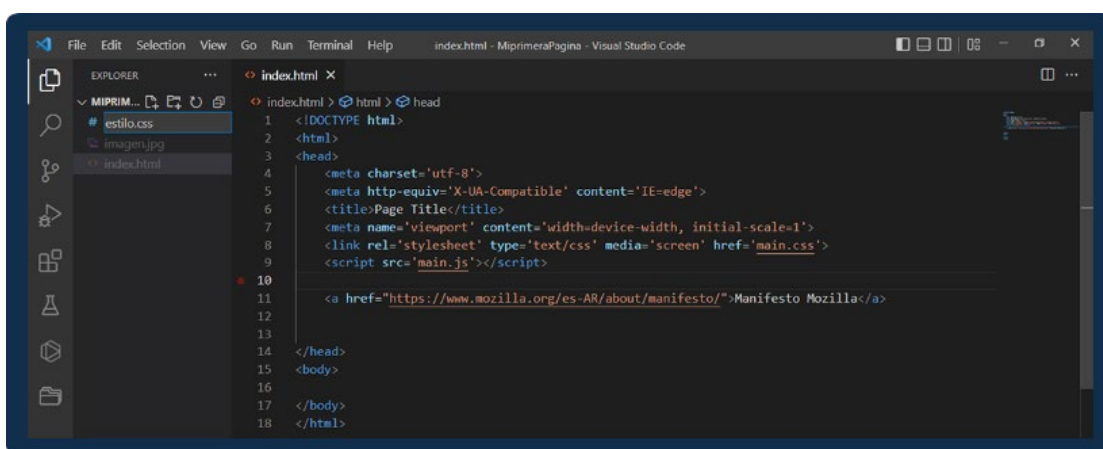 File Edit Selection View Go Run Terminal Help index.html - MiprimeraPagina - Visual Studio Code
EXPLORER
MIPRIM...
# estilo.css
imagen.jpg
index.html
index.html
index.html > html > head
1 <!DOCTYPE html>
2 <html>
3 <head>
4 <meta charset='utf-8'>
5 <meta http-equiv='X-UA-Compatible' content='IE=edge'>
6 <title>Page Title</title>
7 <meta name='viewport' content='width=device-width, initial-scale=1'>
8 <link rel='stylesheet' type='text/css' media='screen' href='main.css'>
9 <script src='main.js'></script>
10
11 <a href="https://www.mozilla.org/es-AR/about/manifesto/">Manifesto Mozilla</a>
12
13
14 </head>
15 <body>
16
17 </body>
18 </html>